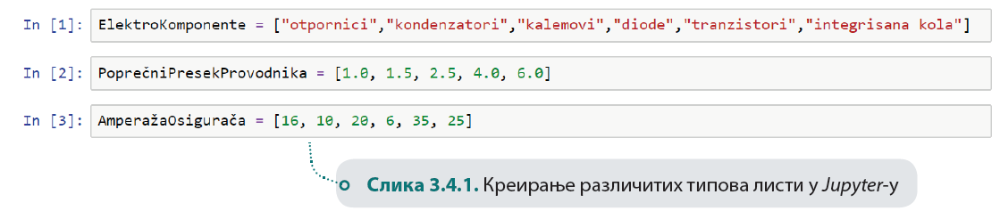 In [1]: ElektroKomponente = ["otpornici","kondenzatori","kalemovi","diode","tranzistori","integrisana kola"]
In [2]: PoprečniPresekProvodnika = [1.0, 1.5, 2.5, 4.0, 6.0]
In [3]: AmperažaOsigurača = [16, 10, 20, 6, 35, 25]
Слика 3.4.1. Креирање различитих типова листи у Jupyter-у